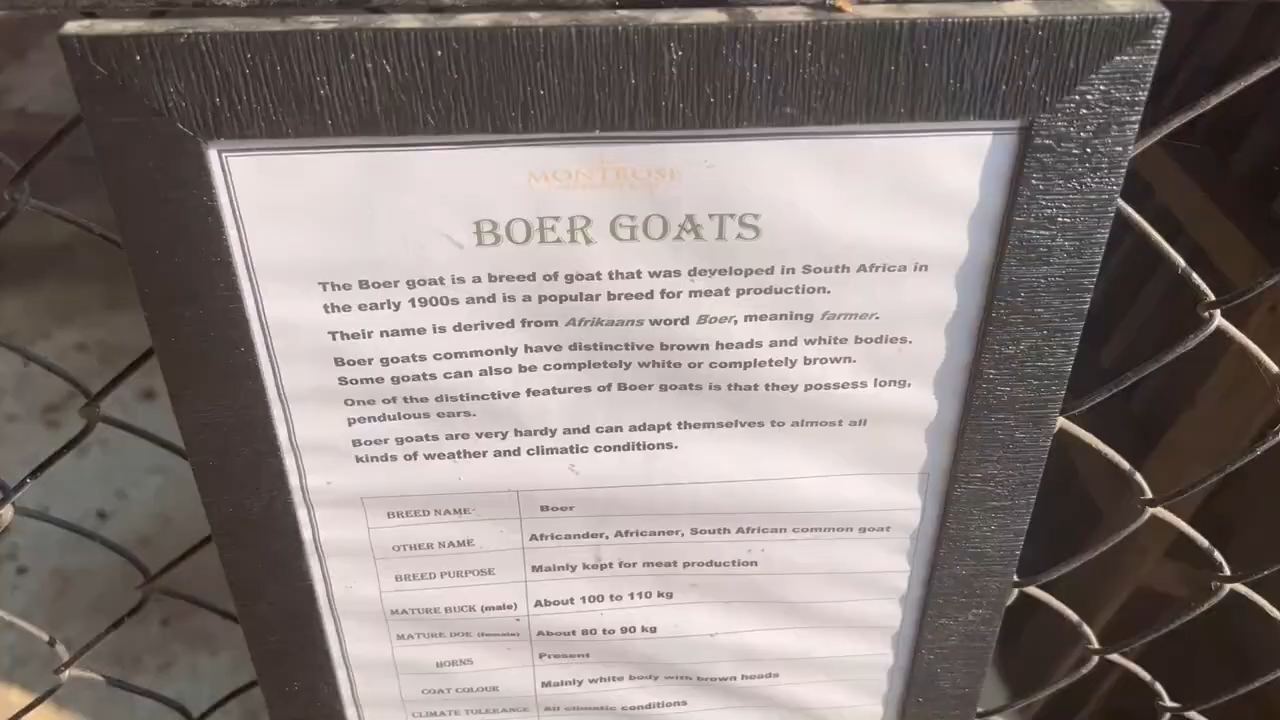 MONTROSE
BOER GOATS
The Boer goat is a breed of goat that was developed in South Africa in
the early 1900s and is a popular breed for meat production.
Their name is derived from Afrikaans word Boer, meaning farmer.
Boer goats commonly have distinctive brown heads and white bodies.
Some goats can also be completely white or completely brown.
One of the distinctive features of Boer goats is that they possess long,
pendulous ears.
Boer goats are very hardy and can adapt themselves to almost all
kinds of weather and climatic conditions.
BREED NAME Boer
OTHER NAME Africander, Africaner, South African common goat
BREED PURPOSE Mainly kept for meat production
MATURE BUCK (male) About 100 to 110 kg
MATURE DOE (female) About 80 to 90 kg
HORNS Present
COAT COLOUR Mainly white body with brown heads
CLIMATE TOLERANCE All climatic conditions